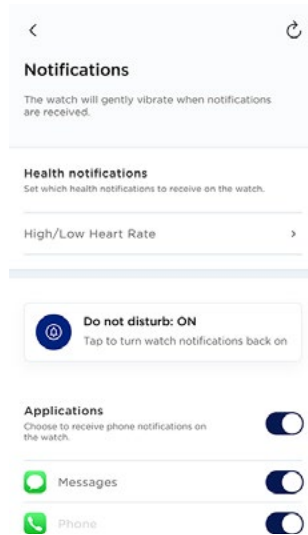 Notifications
The watch will gently vibrate when notifications
are received.
Health notifications
Set which health notifications to receive on the watch.
High/Low Heart Rate
Do not disturb: ON
Tap to turn watch notifications back on
Applications
Choose to receive phone notifications on
the watch.
Messages
Phone